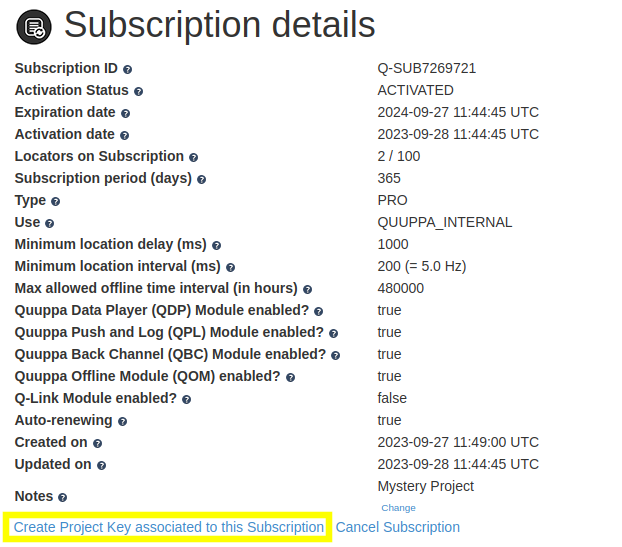 Subscription details
Subscription ID Q-SUB7269721
Activation Status ACTIVATED
Expiration date 2024-09-27 11:44:45 UTC
Activation date 2023-09-28 11:44:45 UTC
Locators on Subscription 2 / 100
Subscription period (days) 365
Type PRO
Use QUUPPA_INTERNAL
Minimum location delay (ms) 1000
Minimum location interval (ms) 200 (= 5.0 Hz)
Max allowed offline time interval (in hours) 480000
Quuppa Data Player (QDP) Module enabled? true
Quuppa Push and Log (QPL) Module enabled? true
Quuppa Back Channel (QBC) Module enabled? true
Quuppa Offline Module (QOM) enabled? true
Q-Link Module enabled? false
Auto-renewing true
Created on 2023-09-27 11:49:00 UTC
Updated on 2023-09-28 11:44:45 UTC
Notes Mystery Project
Change
Create Project Key associated to this Subscription Cancel Subscription